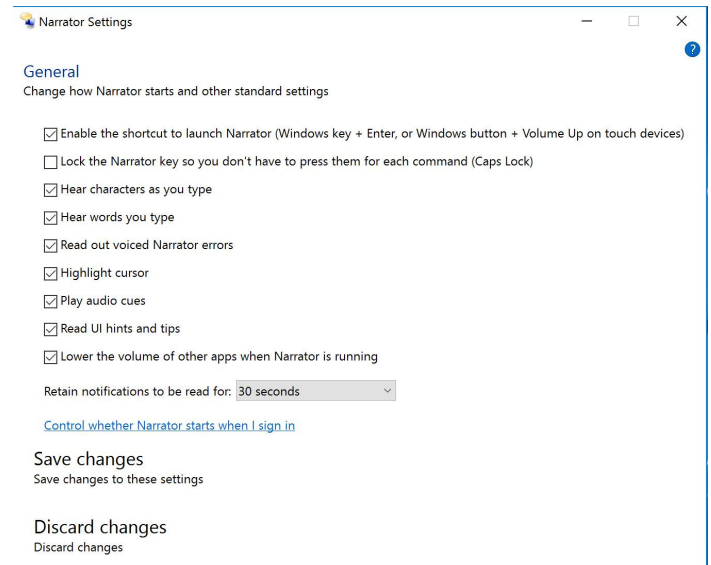 Narrator Settings
?
General
Change how Narrator starts and other standard settings
Enable the shortcut to launch Narrator (Windows key + Enter, or Windows button + Volume Up on touch devices)
Lock the Narrator key so you don't have to press them for each command (Caps Lock)
Hear characters as you type
Hear words you type
Read out voiced Narrator errors
Highlight cursor
Play audio cues
Read UI hints and tips
Lower the volume of other apps when Narrator is running
Retain notifications to be read for: 30 seconds
Control whether Narrator starts when I sign in
Save changes
Save changes to these settings
Discard changes
Discard changes